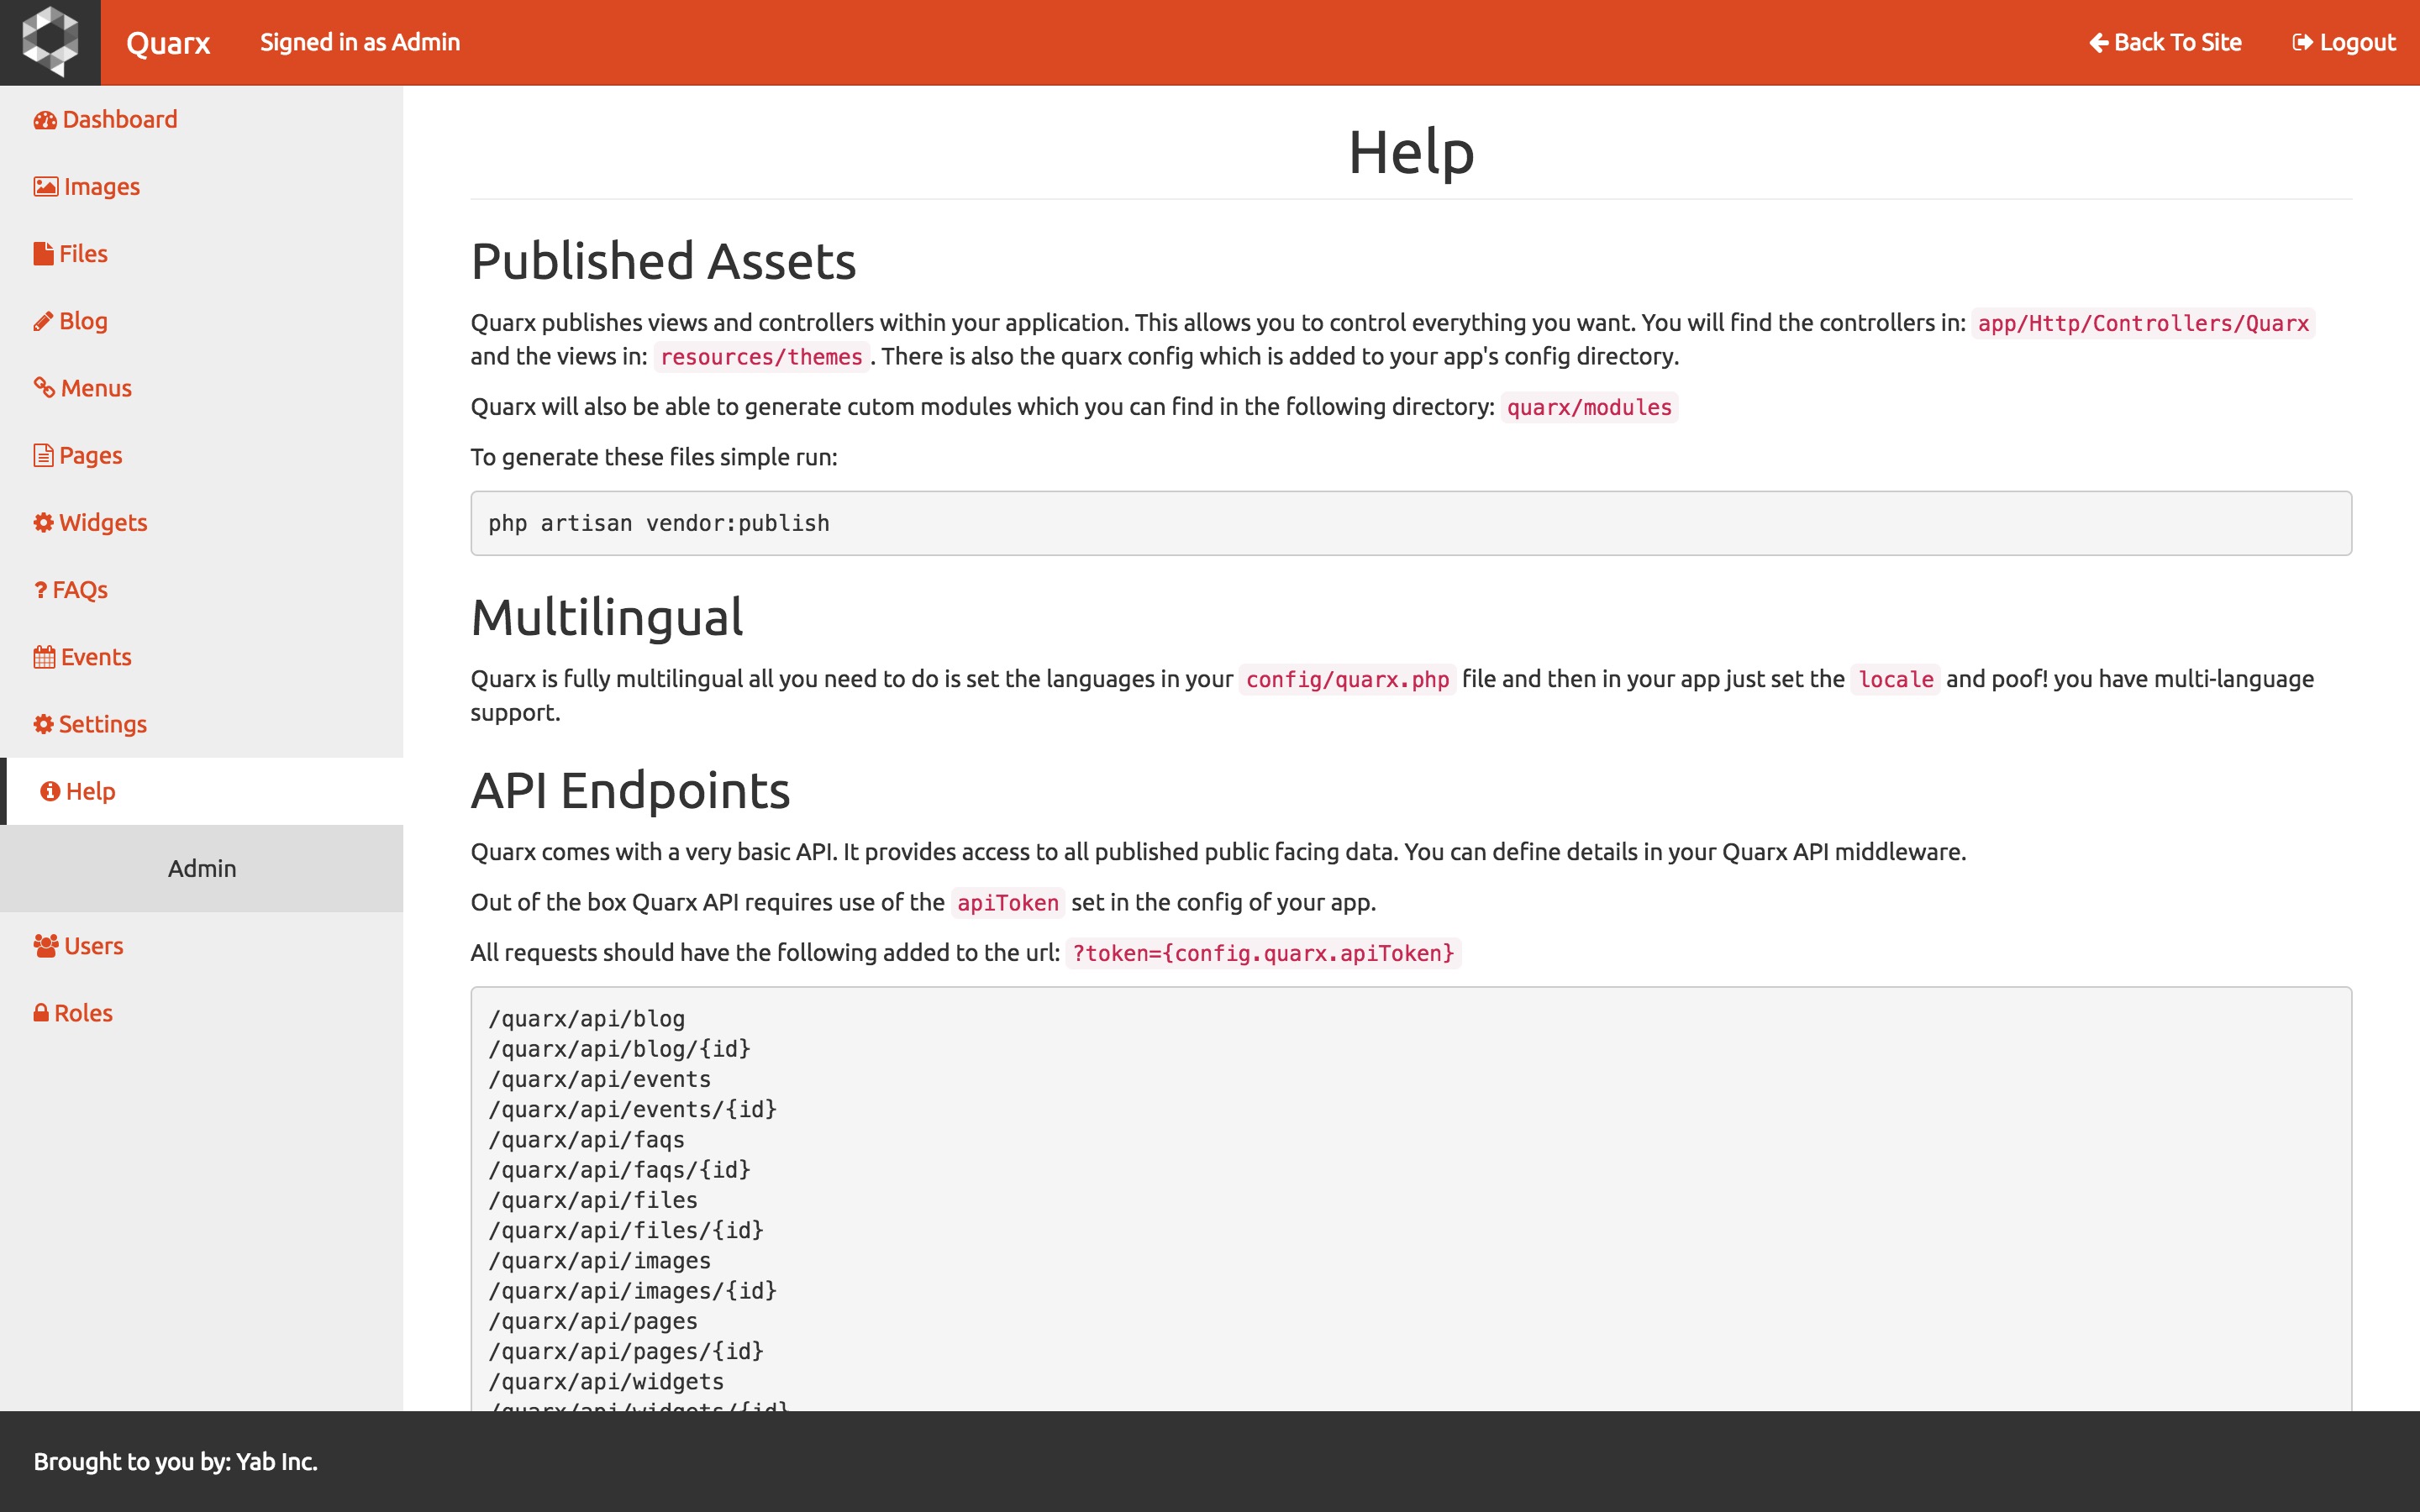 Quarx
Signed in as Admin
Back To Site
Logout
Dashboard
Images
Files
Blog
Menus
Pages
Widgets
? FAQs
Events
Settings
Help
Admin
Users
Roles
Help
Published Assets
Quarx publishes views and controllers within your application. This allows you to control everything you want. You will find the controllers in: app/Http/Controllers/Quarx
and the views in: resources/themes. There is also the quarx config which is added to your app's config directory.
Quarx will also be able to generate cutom modules which you can find in the following directory: quarx/modules
To generate these files simple run:
php artisan vendor:publish
Multilingual
Quarx is fully multilingual all you need to do is set the languages in your config/quarx.php file and then in your app just set the locale and poof! you have multi-language
support.
API Endpoints
Quarx comes with a very basic API. It provides access to all published public facing data. You can define details in your Quarx API middleware.
Out of the box Quarx API requires use of the apiToken set in the config of your app.
All requests should have the following added to the url: ?token={config.quarx.apiToken}
/quarx/api/blog
/quarx/api/blog/{id}
/quarx/api/events
/quarx/api/events/{id}
/quarx/api/faqs
/quarx/api/faqs/{id}
/quarx/api/files
/quarx/api/files/{id}
/quarx/api/images
/quarx/api/images/{id}
/quarx/api/pages
/quarx/api/pages/{id}
/quarx/api/widgets
/quarx/api/widgets/{id}
Brought to you by: Yab Inc.